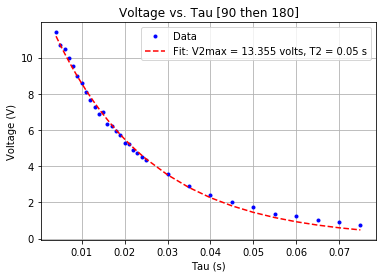 Voltage vs. Tau [90 then 180]
Data
Fit: V2max = 13.355 volts, T2 = 0.05 s
Voltage (V)
12
10
8
6
4
2
0
0.01 0.02 0.03 0.04 0.05 0.06 0.07
Tau (s)